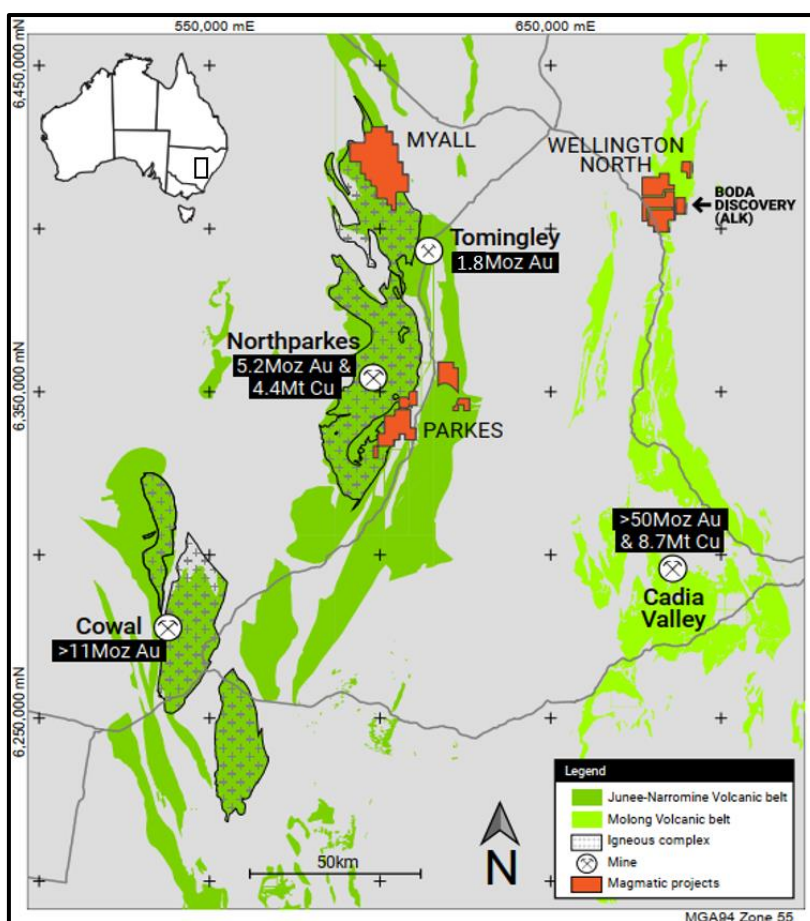 550,000 mE
650,000 mE
6,450,000 mN
MYALL
WELLINGTON
NORTH
BODA
DISCOVERY
(ALK)
Tomingley
1.8Moz Au
Northparkes
5.2Moz Au &
4.4Mt Cu
6,350,000 mN
PARKES
>50Moz Au
& 8.7Mt Cu
Cadia
Valley
Cowal
>11Moz Au
6,250,000 mN
Legend
Junee-Narromine Volcanic belt
Molong Volcanic belt
Igneous complex
Mine
Magmatic projects
50km
N
MGA94 Zone 55